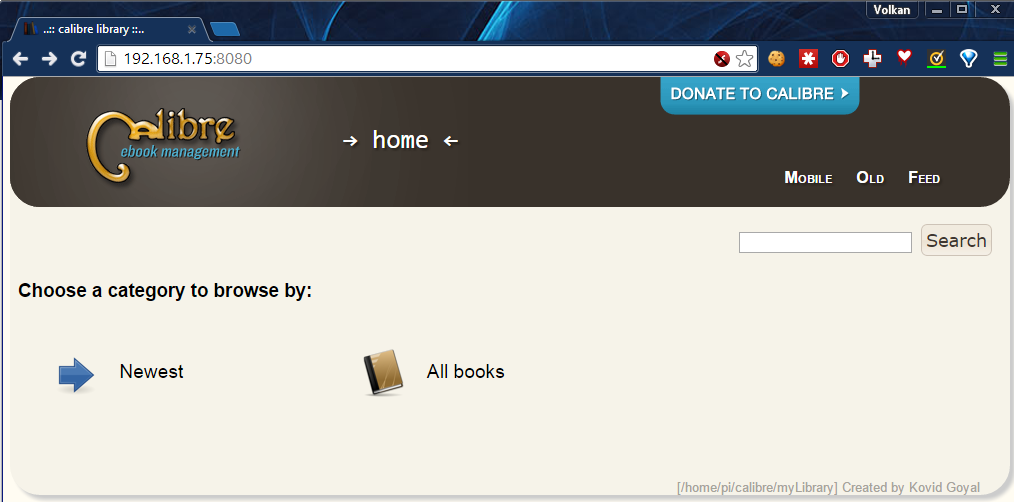 Volkan
..:: calibre library ::..
192.168.1.75:8080
DONATE TO CALIBRE
Calibre
ebook management
→ home ←
Mobile Old Feed
Search
Choose a category to browse by:
Newest All books
[/home/pi/calibre/myLibrary] Created by Kovid Goyal